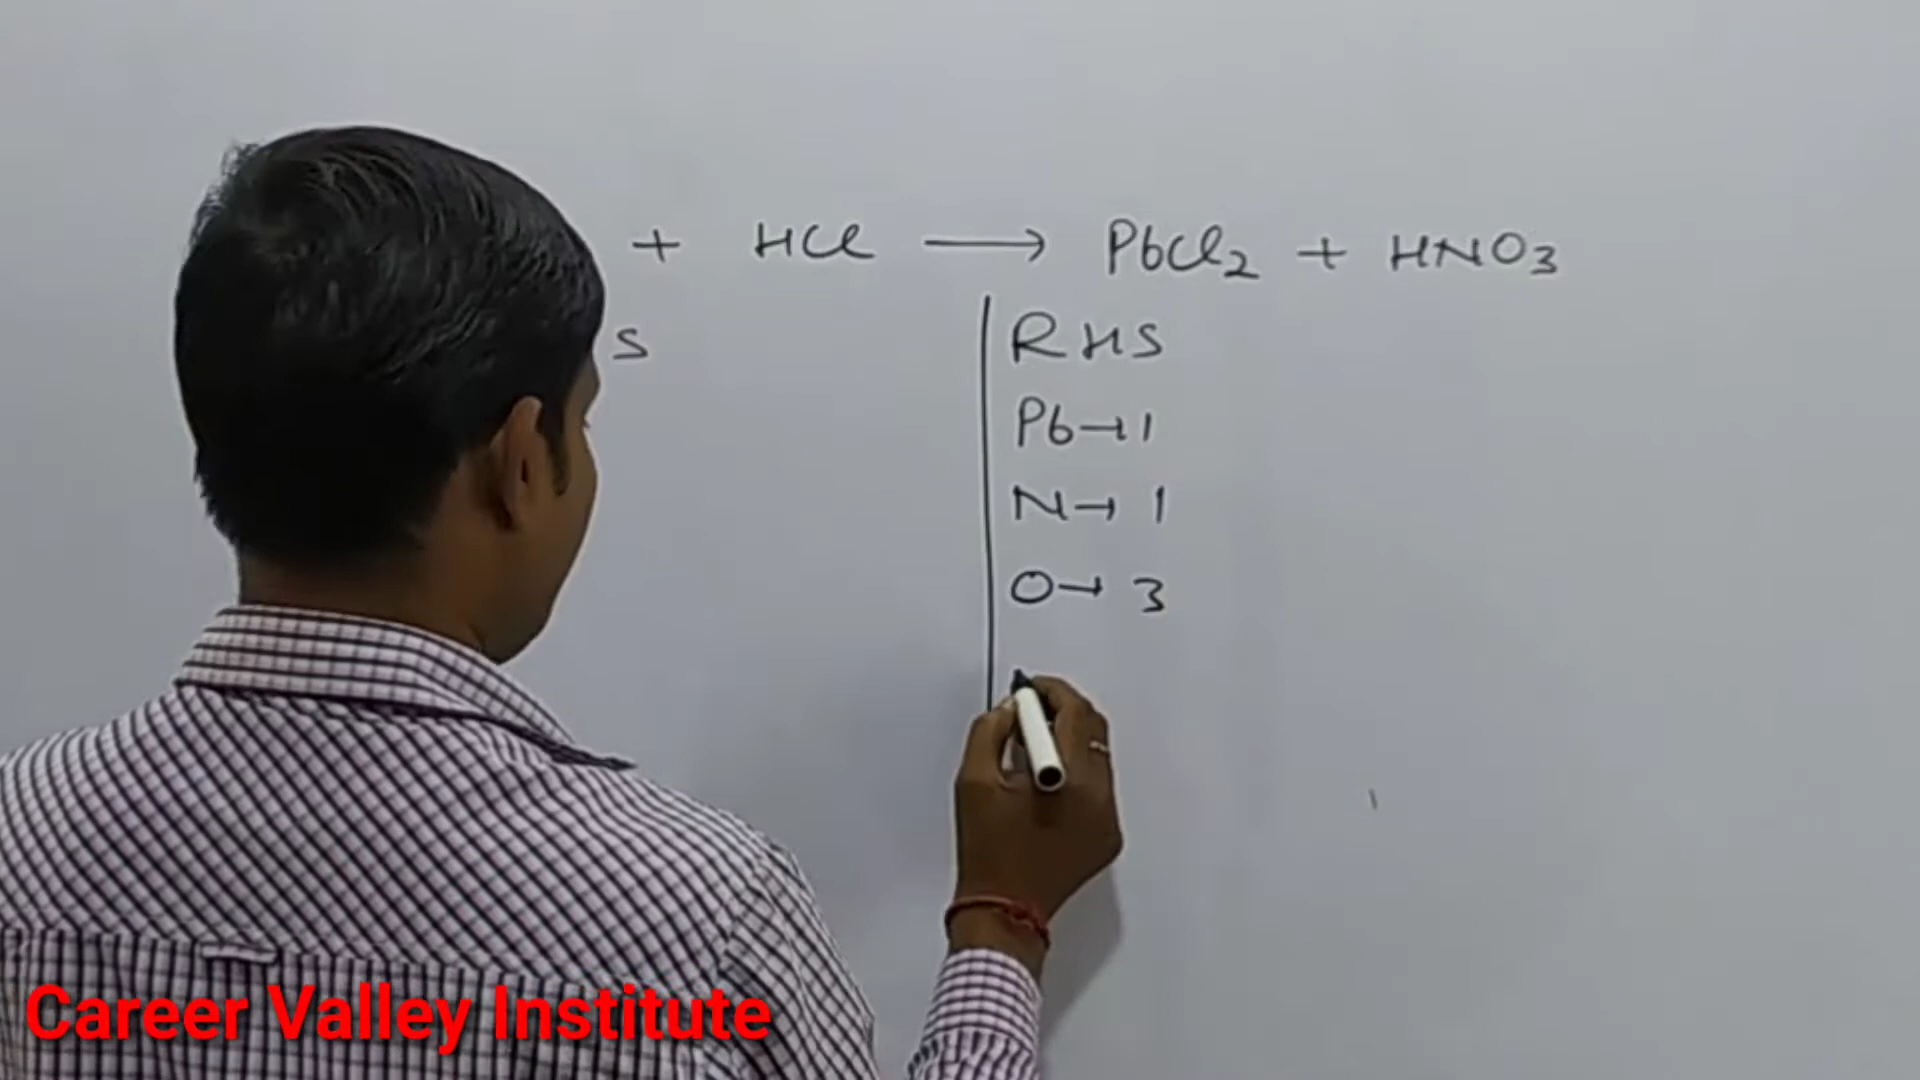 + HCl → PbCl2 + HNO3
S
RHS
Pb→1
N→ 1
O→ 3
Career Valley Institute